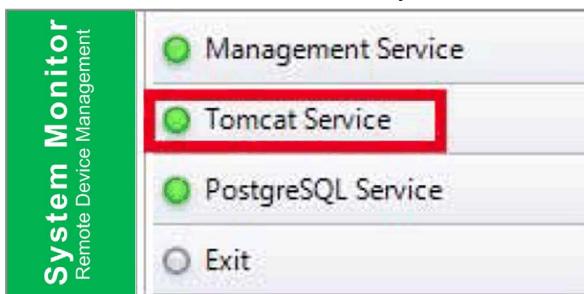 System Monitor
Remote Device Management
Management Service
Tomcat Service
PostgreSQL Service
Exit